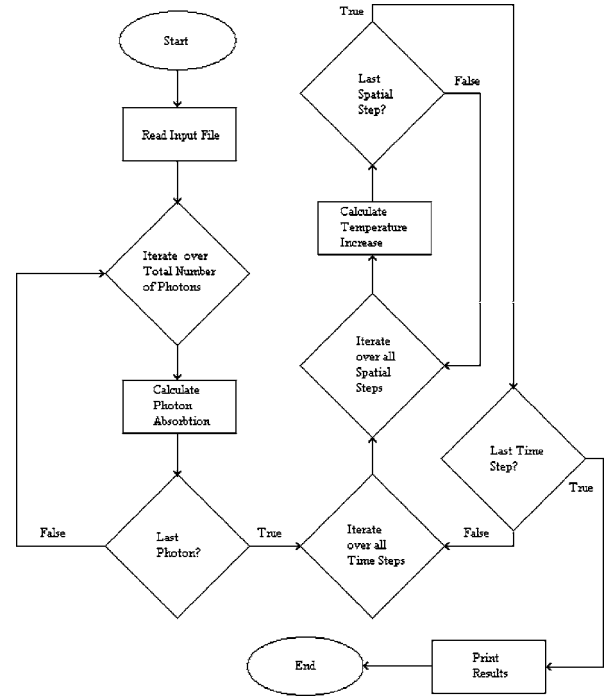 Start
Read Input File
Iterate over
Total Number
of Photons
Calculate
Photon
Absorbtion
False
Last
Photon?
True
Iterate
over all
Time Steps
Iterate
over all
Spatial
Steps
Calculate
Temperature
Increase
Last
Spatial
Step?
True
False
Last Time
Step?
False
True
Print
Results
End